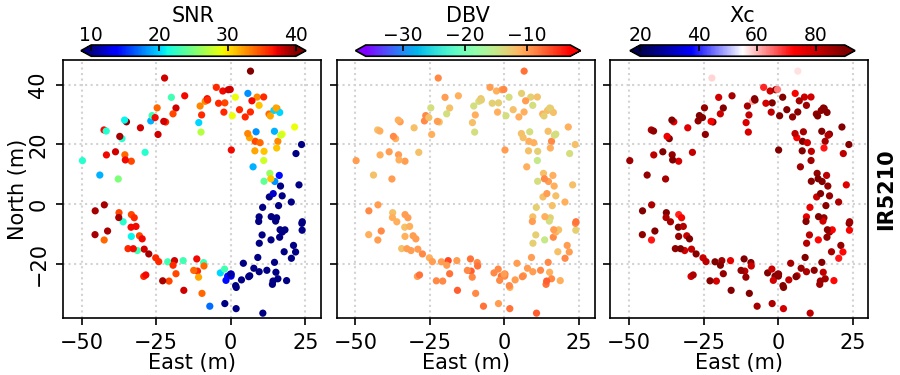 SNR DBV Xc
10 20 30 40 −30 −20 −10 20 40 60 80
40
20
0
−20
North (m)
IR5210
−50 −25 0 25 −50 −25 0 25 −50 −25 0 25
East (m) East (m) East (m)